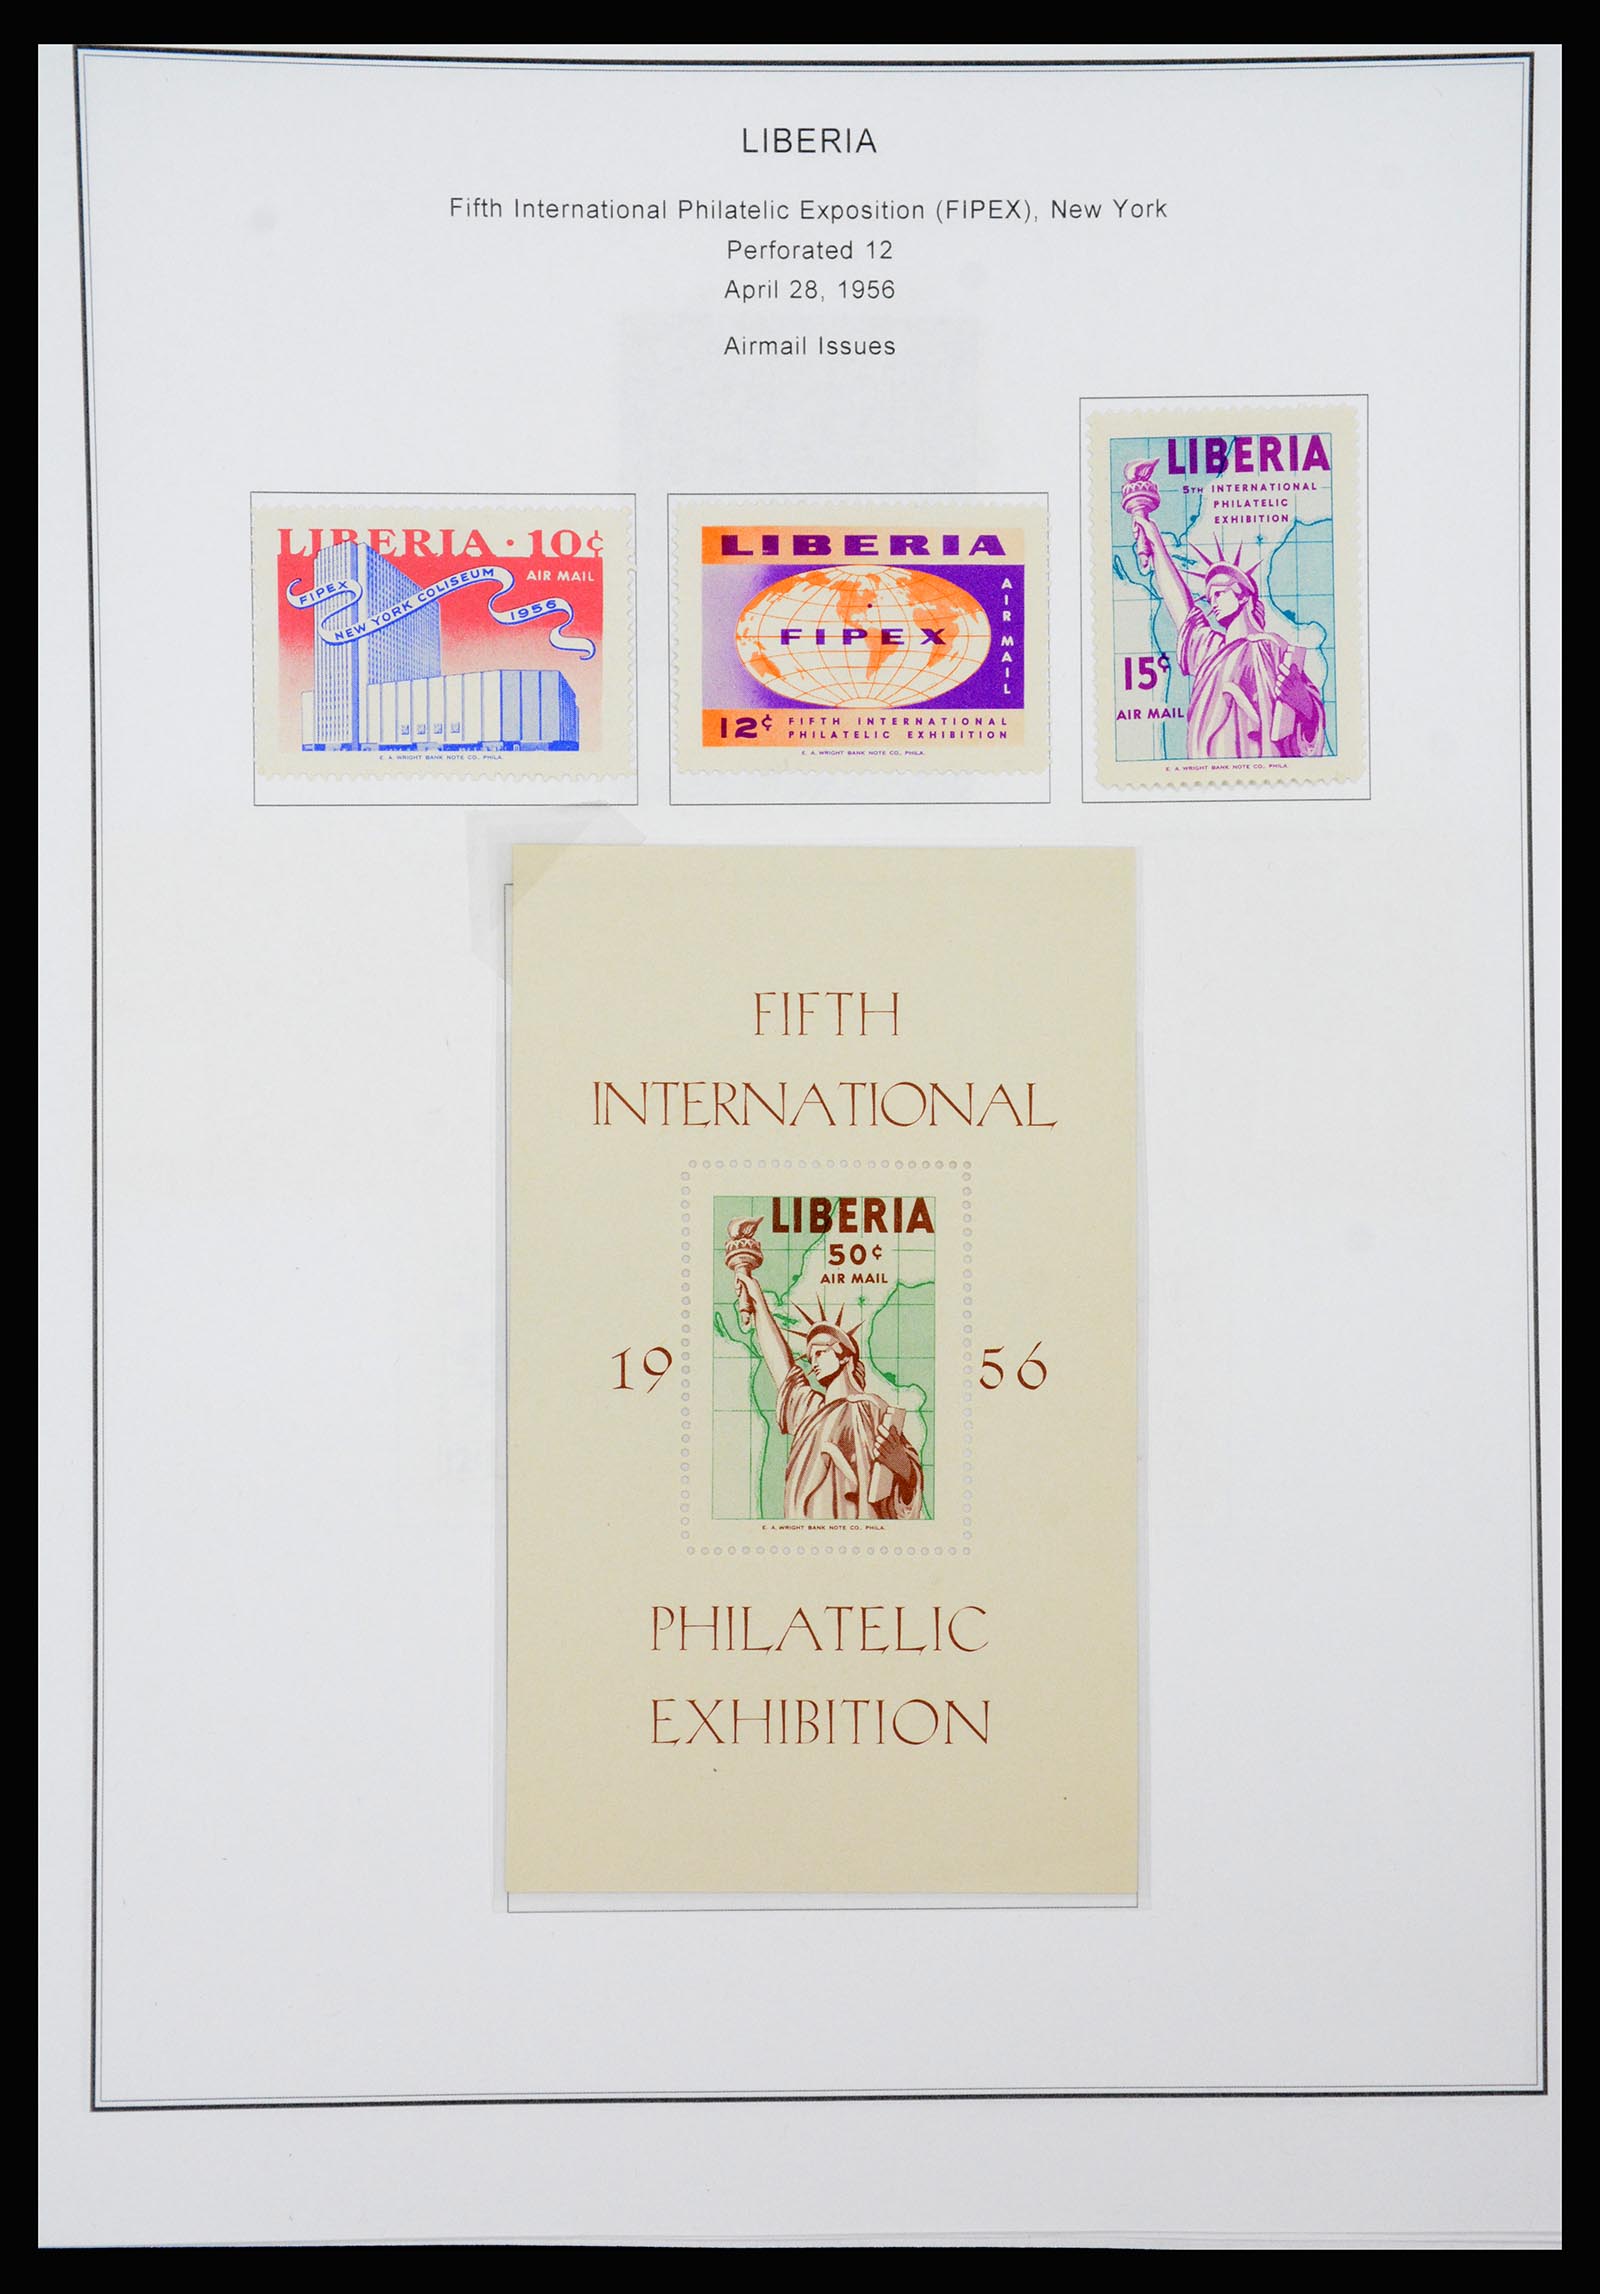 LIBERIA
Fifth International Philatelic Exposition (FIPEX), New York
Perforated 12
April 28, 1956
Airmail Issues
LIBERIA · 10¢
AIR MAIL
FIPEX
NEW YORK COLISEUM
1956
E. A. WRIGHT BANK NOTE CO., PHILA.
LIBERIA
AIR MAIL
FIPEX
12¢ FIFTH INTERNATIONAL
PHILATELIC EXHIBITION
E. A. WRIGHT BANK NOTE CO., PHILA.
LIBERIA
5TH INTERNATIONAL
PHILATELIC
EXHIBITION
15¢
AIR MAIL
E. A. WRIGHT BANK NOTE CO., PHILA.
FIFTH
INTERNATIONAL
LIBERIA
50¢
AIR MAIL
19 56
E. A. WRIGHT BANK NOTE CO., PHILA.
PHILATELIC
EXHIBITION